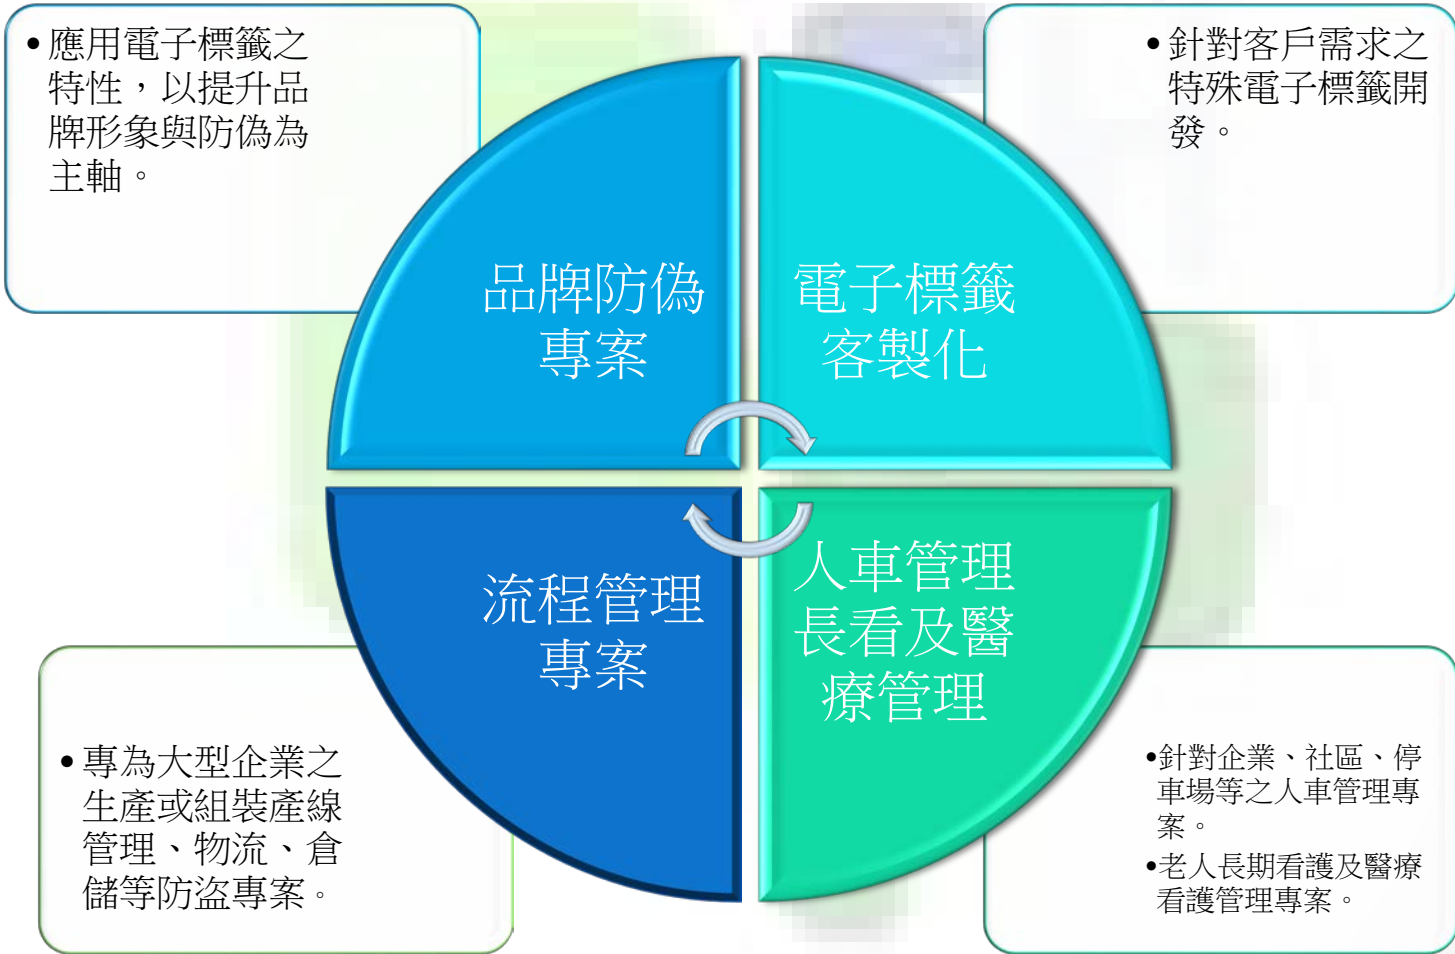 •應用電子標籤之
特性，以提升品
牌形象與防偽為
主軸。
•針對客戶需求之
特殊電子標籤開
發。
品牌防偽
專案
電子標籤
客製化
流程管理
專案
人車管理
長看及醫
療管理
•專為大型企業之
生產或組裝產線
管理、物流、倉
儲等防盜專案。
•針對企業、社區、停
車場等之人車管理專
案。
•老人長期看護及醫療
看護管理專案。